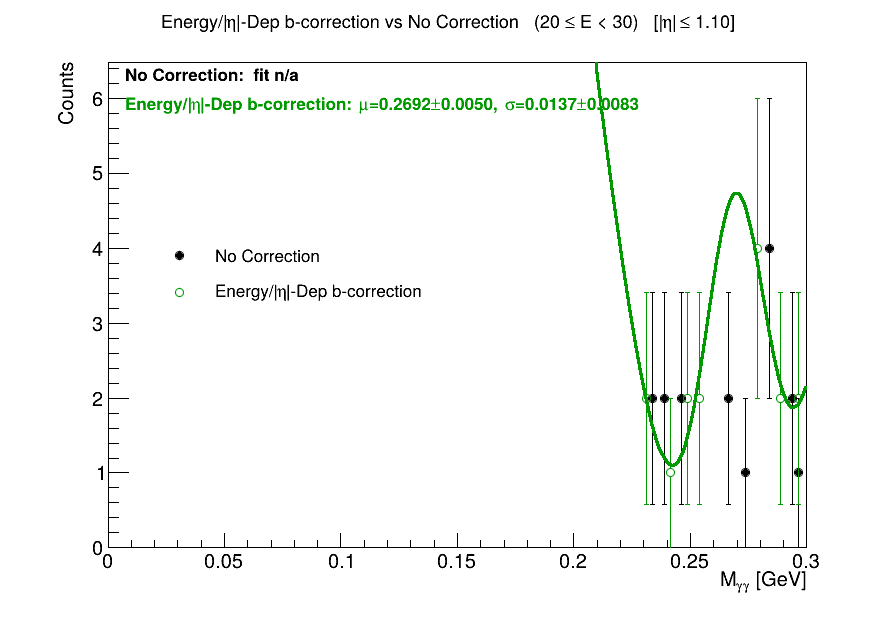 Energy/|η|-Dep b-correction vs No Correction (20 ≤ E < 30) [|η| ≤ 1.10]
Counts
No Correction: fit n/a
Energy/|η|-Dep b-correction: μ=0.2692±0.0050, σ=0.0137±0.0083
No Correction
Energy/|η|-Dep b-correction
6
5
4
3
2
1
0
0 0.05 0.1 0.15 0.2 0.25 0.3
Mγγ [GeV]